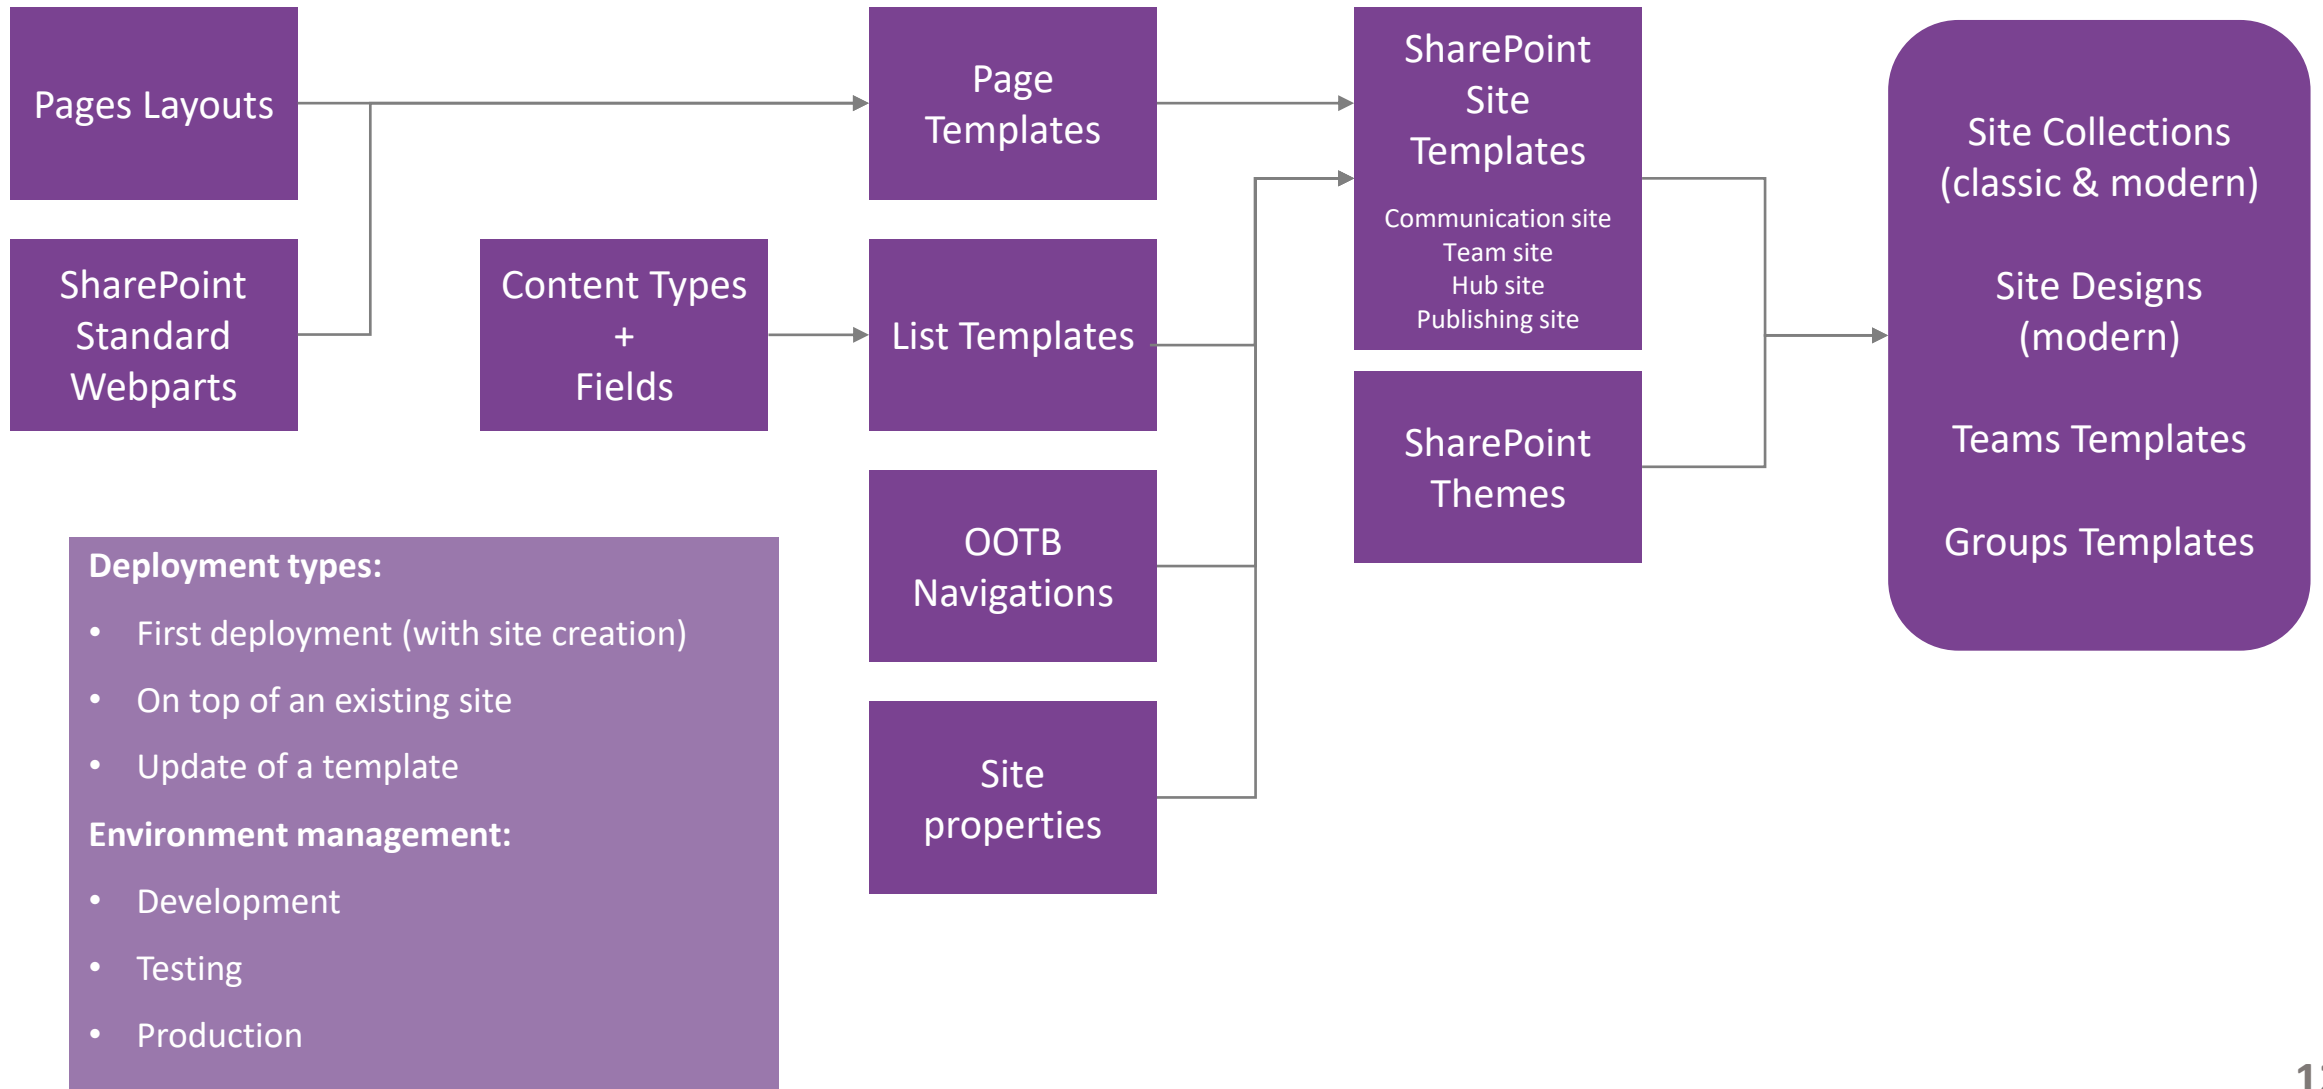 Pages Layouts
SharePoint
Standard
Webparts
Content Types
+
Fields
Page
Templates
List Templates
OOTB
Navigations
Site
properties
SharePoint
Site
Templates
Communication site
Team site
Hub site
Publishing site
SharePoint
Themes
Site Collections
(classic & modern)
Site Designs
(modern)
Teams Templates
Groups Templates
Deployment types:
• First deployment (with site creation)
• On top of an existing site
• Update of a template
Environment management:
• Development
• Testing
• Production